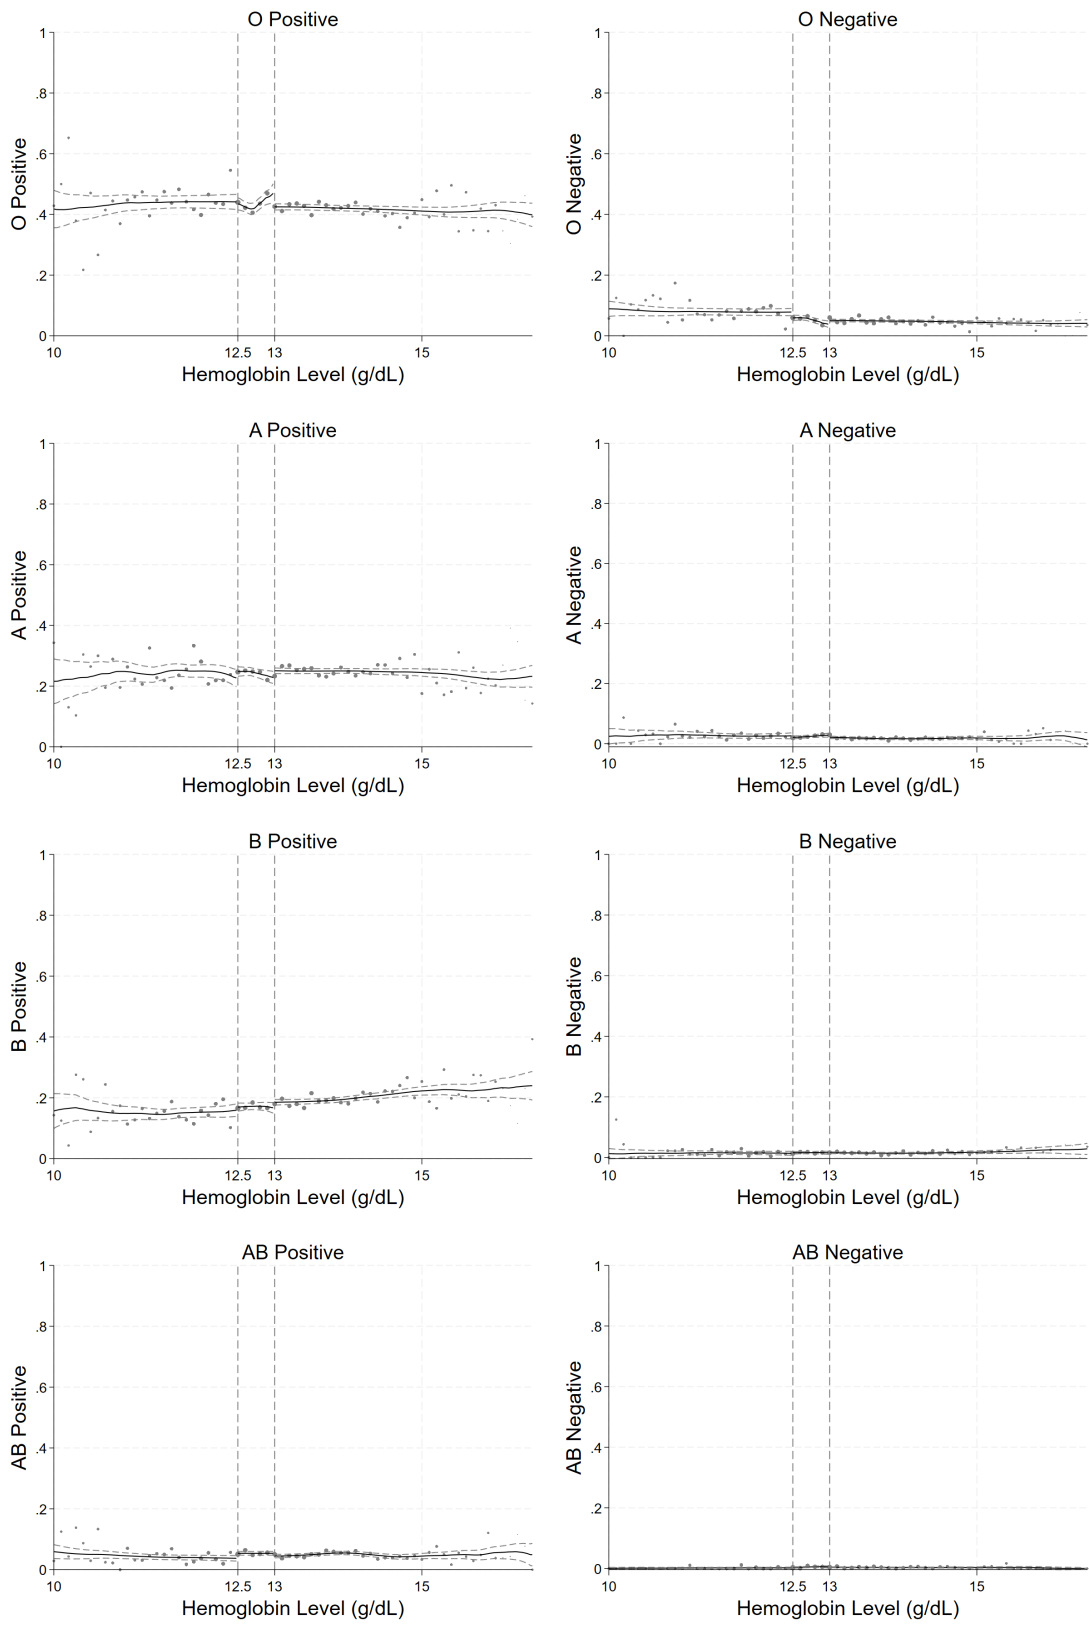 O Positive
O Positive
1
.8
.6
.4
.2
0
10 12.5 13 15
Hemoglobin Level (g/dL)
O Negative
O Negative
1
.8
.6
.4
.2
0
10 12.5 13 15
Hemoglobin Level (g/dL)
A Positive
A Positive
1
.8
.6
.4
.2
0
10 12.5 13 15
Hemoglobin Level (g/dL)
A Negative
A Negative
1
.8
.6
.4
.2
0
10 12.5 13 15
Hemoglobin Level (g/dL)
B Positive
B Positive
1
.8
.6
.4
.2
0
10 12.5 13 15
Hemoglobin Level (g/dL)
B Negative
B Negative
1
.8
.6
.4
.2
0
10 12.5 13 15
Hemoglobin Level (g/dL)
AB Positive
AB Positive
1
.8
.6
.4
.2
0
10 12.5 13 15
Hemoglobin Level (g/dL)
AB Negative
AB Negative
1
.8
.6
.4
.2
0
10 12.5 13 15
Hemoglobin Level (g/dL)